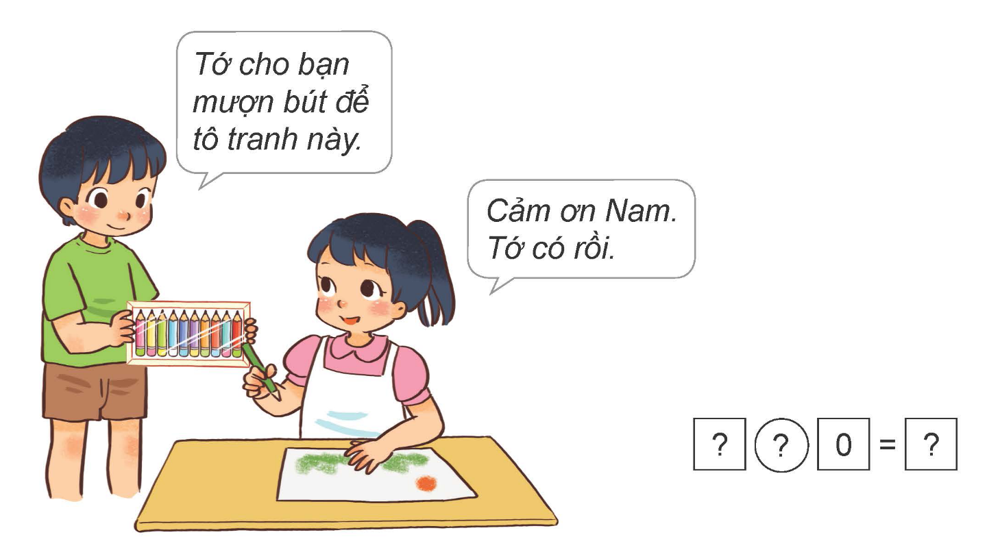 Tớ cho bạn
mượn bút để
tô tranh này.
Cảm ơn Nam.
Tớ có rồi.
? ? 0 = ?